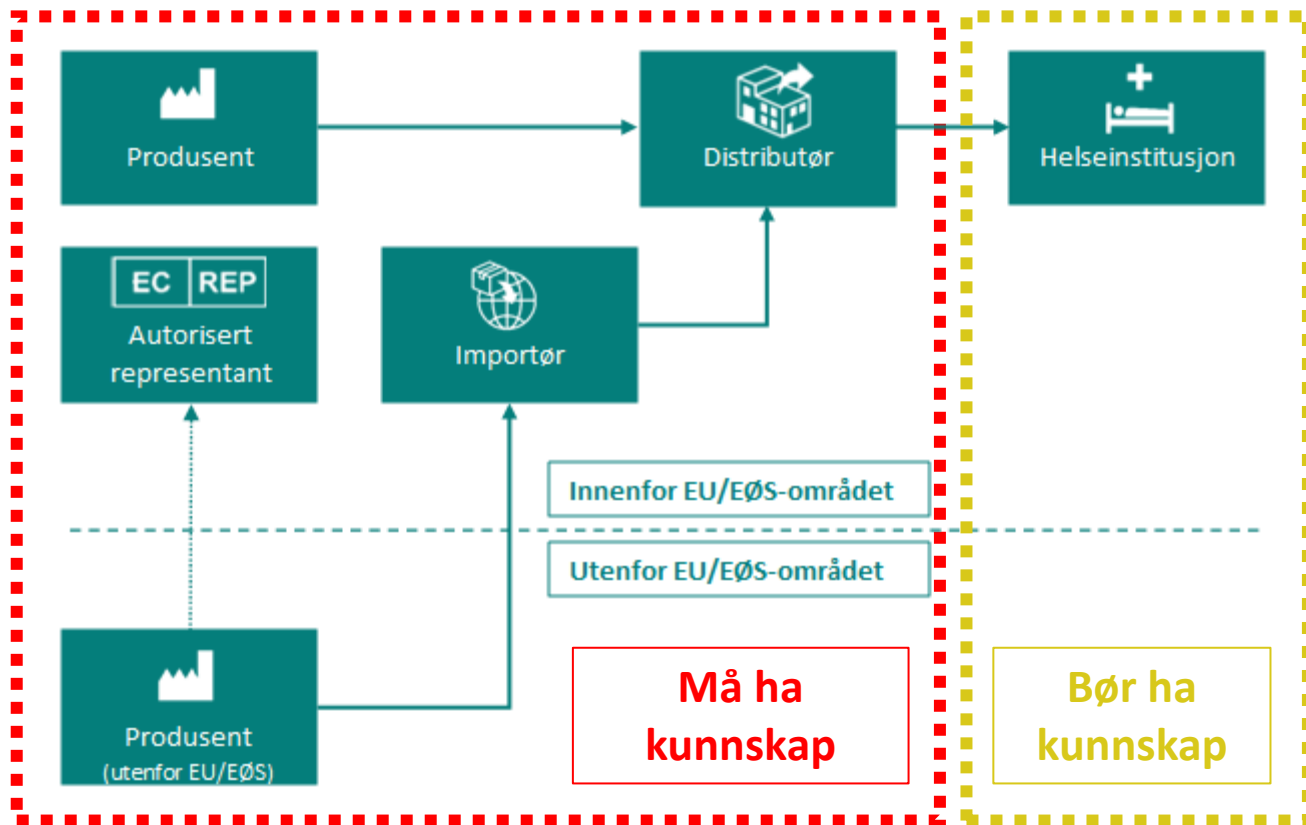 Produsent
Distributør
Helseinstitusjon
EC REP
Autorisert
representant
Importør
Innenfor EU/EØS-området
Utenfor EU/EØS-området
Produsent
(utenfor EU/EØS)
Må ha
kunnskap
Bør ha
kunnskap